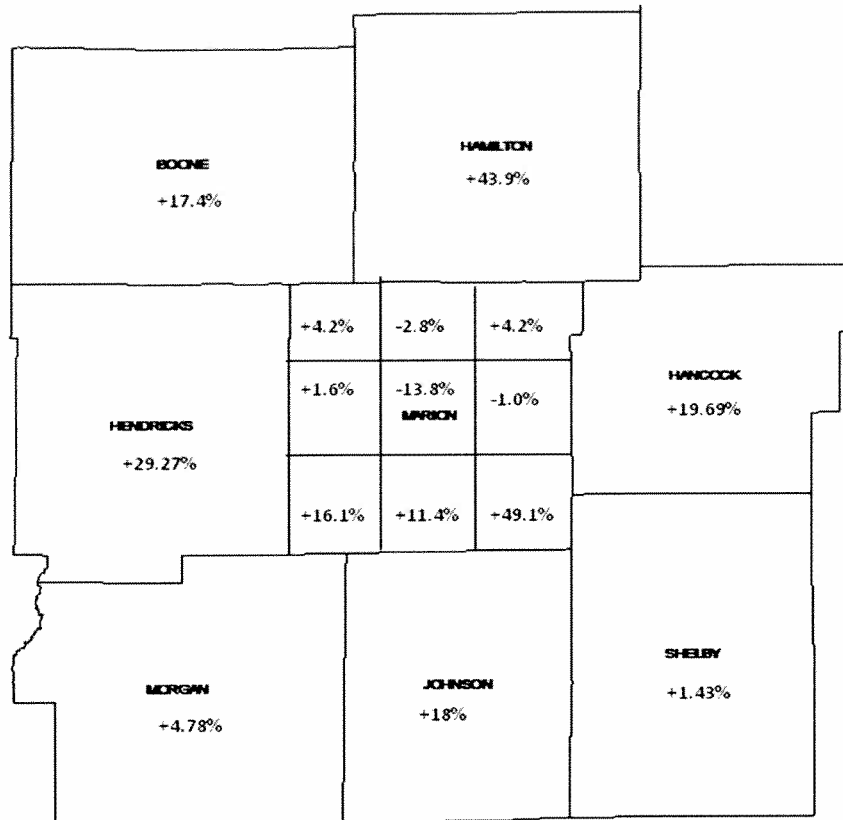 BOONE
+17.4%
HAMILTON
+43.9%
+4.2%
-2.8%
+4.2%
+1.6%
-13.8%
-1.0%
MARION
HENDRICKS
+29.27%
HANCOCK
+19.69%
+16.1%
+11.4%
+49.1%
MORGAN
+4.78%
JOHNSON
+18%
SHELBY
+1.43%